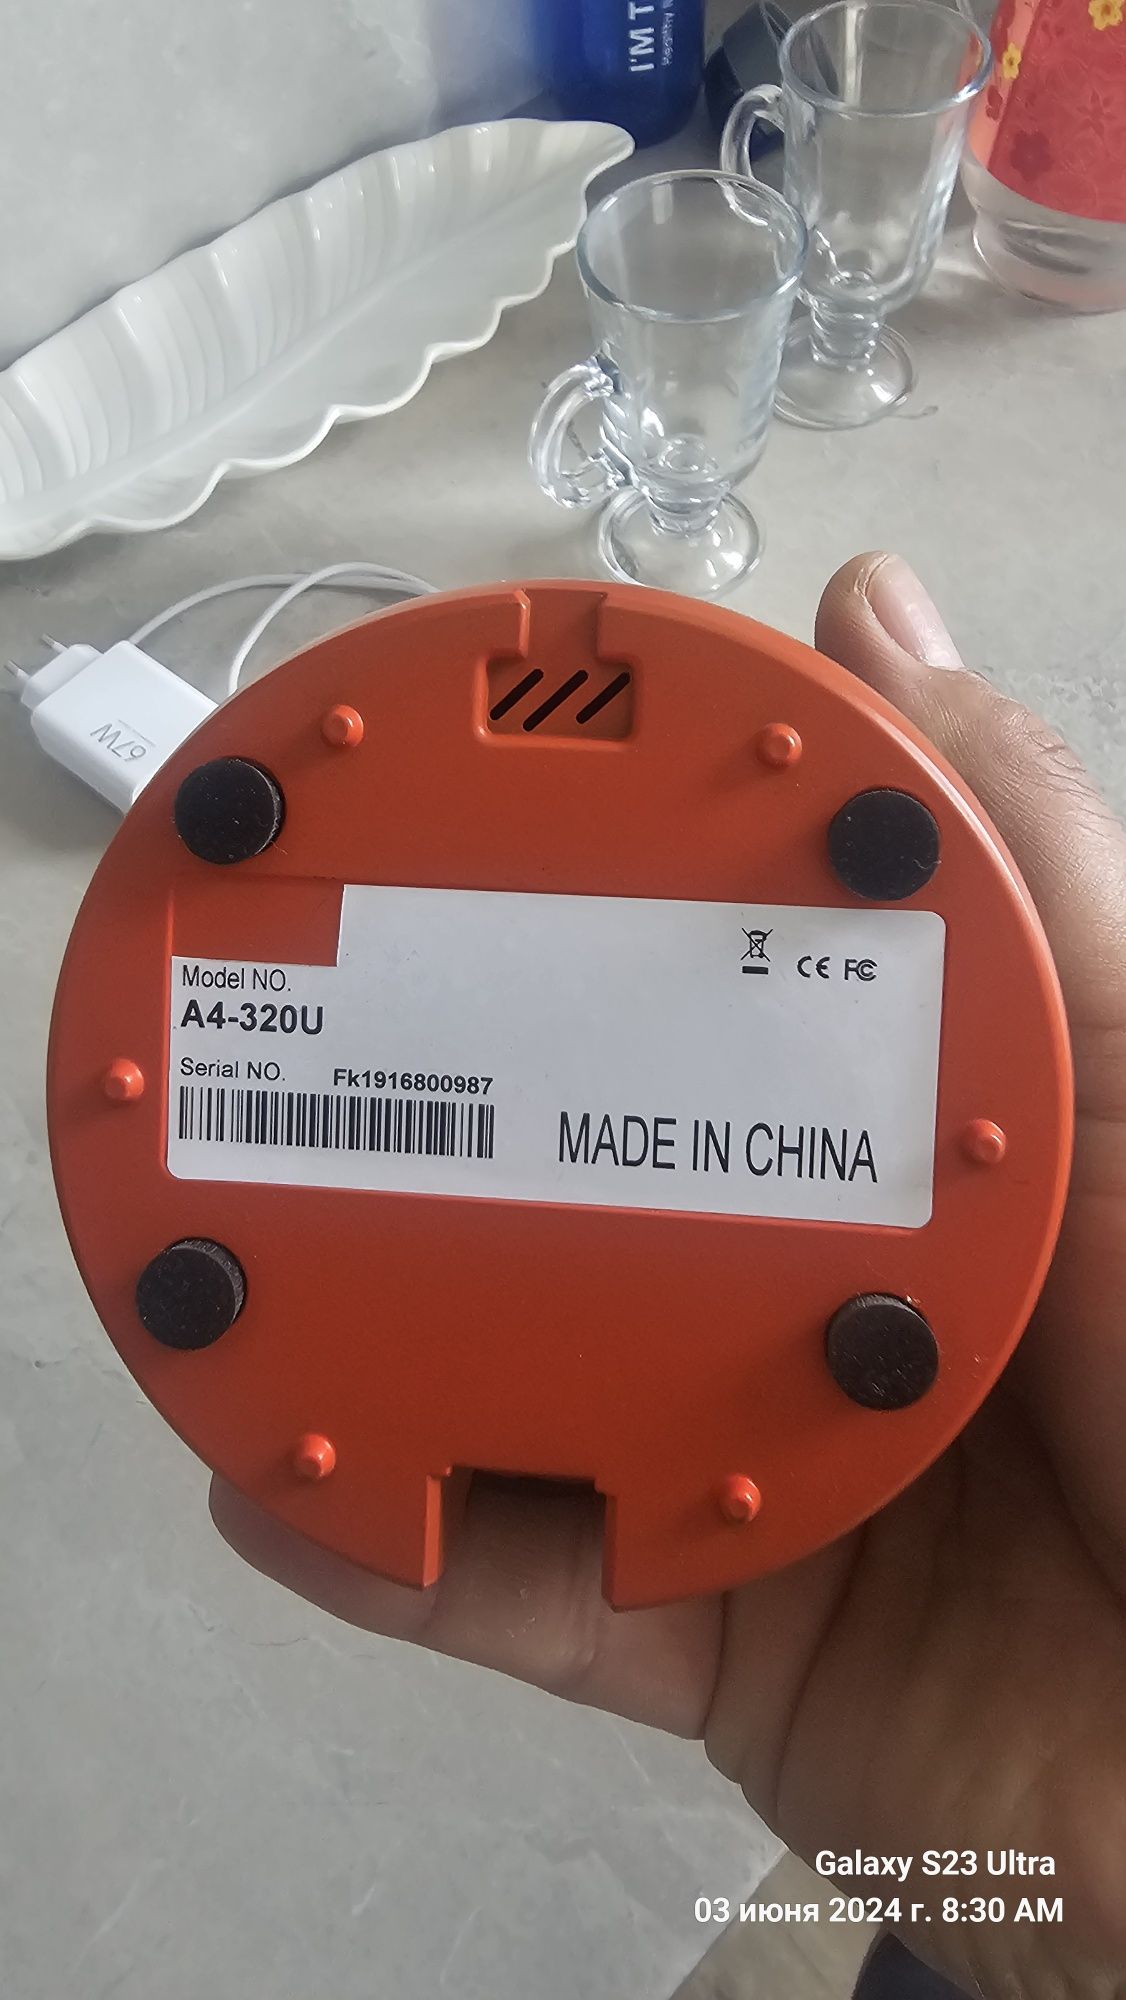 I'M T
67W
CE FC
Model NO.
A4-320U
Serial NO. Fk1916800987
MADE IN CHINA
Galaxy S23 Ultra
03 июня 2024 г. 8:30 AM